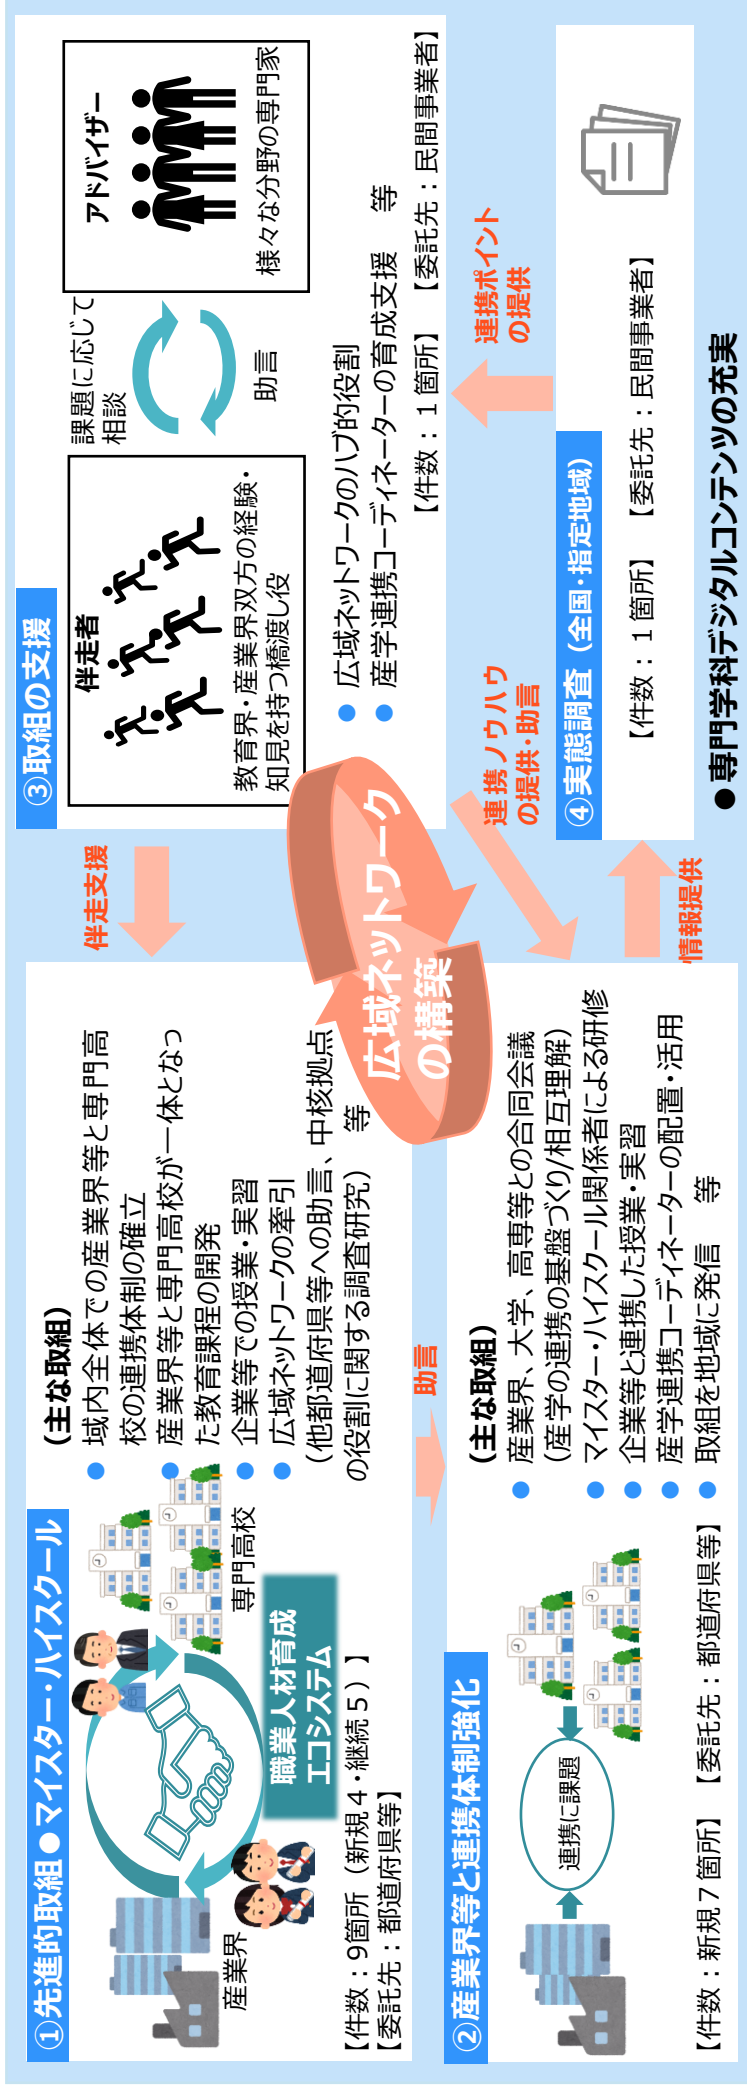 ①先進的取組●マイスター・ハイスクール
産業界
専門高校
職業人材育成
エコシステム
【件数：9箇所（新規４・継続５）】
【委託先：都道府県等】
（主な取組）
● 域内全体での産業界等と専門高
校の連携体制の確立
● 産業界等と専門高校が一体となっ
た教育課程の開発
● 企業等での授業・実習
● 広域ネットワークの牽引
（他都道府県等への助言、中核拠点
の役割に関する調査研究） 等
助言
②産業界等と連携体制強化
連携に課題
【件数：新規７箇所】 【委託先：都道府県等】
（主な取組）
● 産業界、大学、高専等との合同会議
（産学の連携の基盤づくり/相互理解）
● マイスター・ハイスクール関係者による研修
● 企業等と連携した授業・実習
● 産学連携コーディネーターの配置・活用
● 取組を地域に発信 等
伴走支援
広域ネットワーク
の構築
連携ノウハウ
の提供・助言
情報提供
③取組の支援
伴走者
教育界・産業界双方の経験・
知見を持つ橋渡し役
課題に応じて
相談
助言
アドバイザー
様々な分野の専門家
● 広域ネットワークのハブ的役割
● 産学連携コーディネーターの育成支援 等
【件数：１箇所】 【委託先：民間事業者】
連携ポイント
の提供
④実態調査（全国・指定地域）
【件数：１箇所】 【委託先：民間事業者】
●専門学科デジタルコンテンツの充実